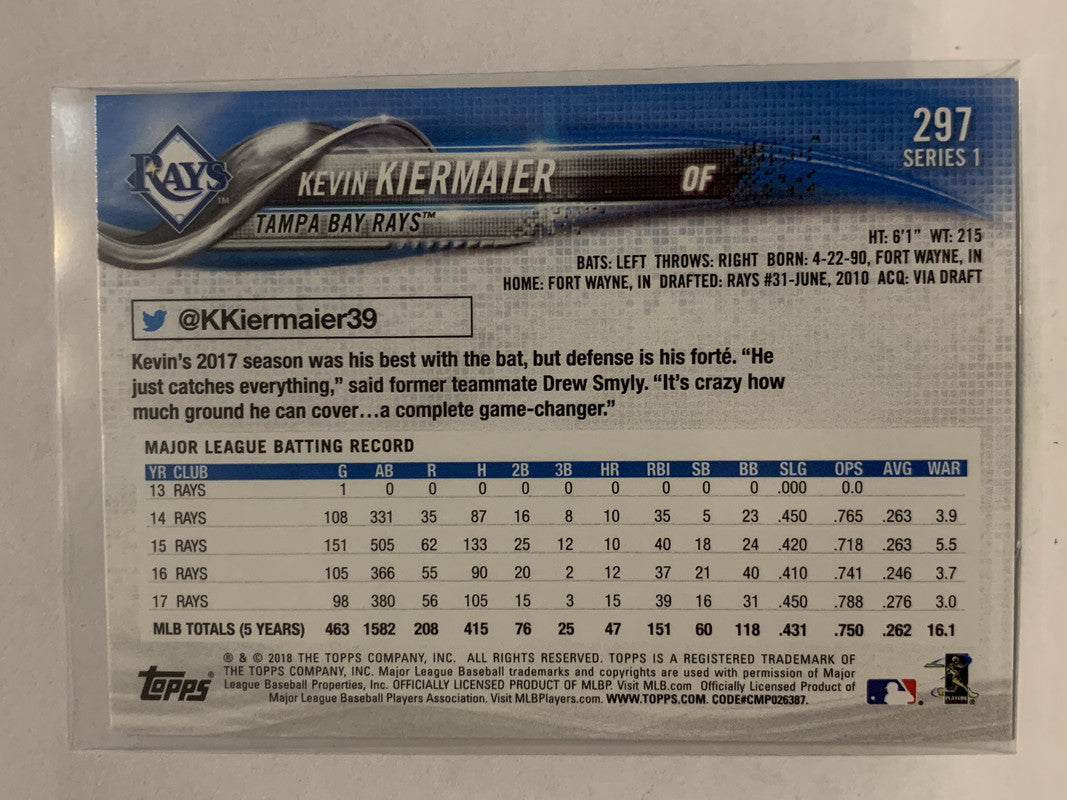 297
SERIES 1
RAYS TM
KEVIN KIERMAIER OF
TAMPA BAY RAYS™
HT: 6'1" WT: 215
BATS: LEFT THROWS: RIGHT BORN: 4-22-90, FORT WAYNE, IN
HOME: FORT WAYNE, IN DRAFTED: RAYS #31-JUNE, 2010 ACQ: VIA DRAFT
@KKiermaier39
Kevin's 2017 season was his best with the bat, but defense is his forté. "He
just catches everything," said former teammate Drew Smyly. "It's crazy how
much ground he can cover...a complete game-changer."
MAJOR LEAGUE BATTING RECORD
YR CLUB G AB R H 2B 3B HR RBI SB BB SLG OPS AVG WAR
13 RAYS 1 0 0 0 0 0 0 0 0 0 .000 0.0
14 RAYS 108 331 35 87 16 8 10 35 5 23 .450 .765 .263 3.9
15 RAYS 151 505 62 133 25 12 10 40 18 24 .420 .718 .263 5.5
16 RAYS 105 366 55 90 20 2 12 37 21 40 .410 .741 .246 3.7
17 RAYS 98 380 56 105 15 3 15 39 16 31 .450 .788 .276 3.0
MLB TOTALS (5 YEARS) 463 1582 208 415 76 25 47 151 60 118 .431 .750 .262 16.1
® & © 2018 THE TOPPS COMPANY, INC. ALL RIGHTS RESERVED. TOPPS IS A REGISTERED TRADEMARK OF
THE TOPPS COMPANY, INC. Major League Baseball trademarks and copyrights are used with permission of Major
League Baseball Properties, Inc. OFFICIALLY LICENSED PRODUCT OF MLBP. Visit MLB.com Officially Licensed Product of
Major League Baseball Players Association. Visit MLBPlayers.com. WWW.TOPPS.COM. CODE#CMP026387.
Topps®
PLAYERS